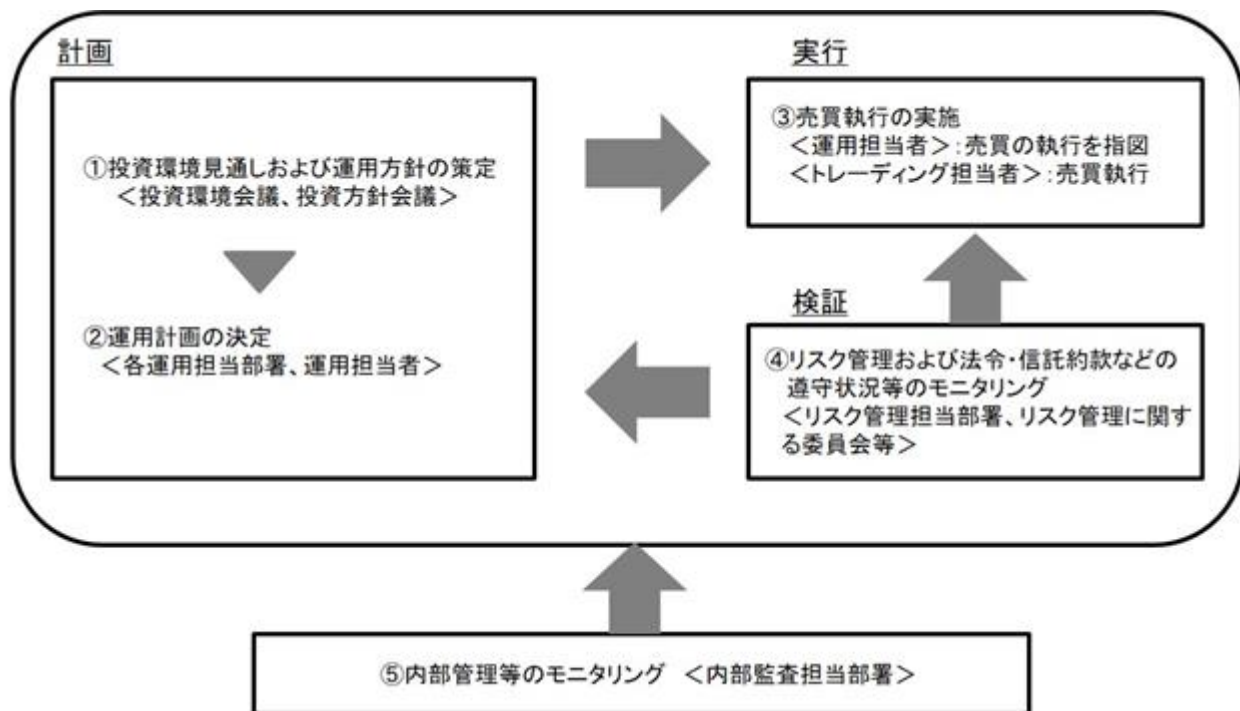 計画
①投資環境見通しおよび運用方針の策定
＜投資環境会議、投資方針会議＞
②運用計画の決定
＜各運用担当部署、運用担当者＞
実行
③売買執行の実施
＜運用担当者＞:売買の執行を指図
＜トレーディング担当者＞:売買執行
検証
④リスク管理および法令・信託約款などの
遵守状況等のモニタリング
＜リスク管理担当部署、リスク管理に関す
る委員会等＞
⑤内部管理等のモニタリング ＜内部監査担当部署＞